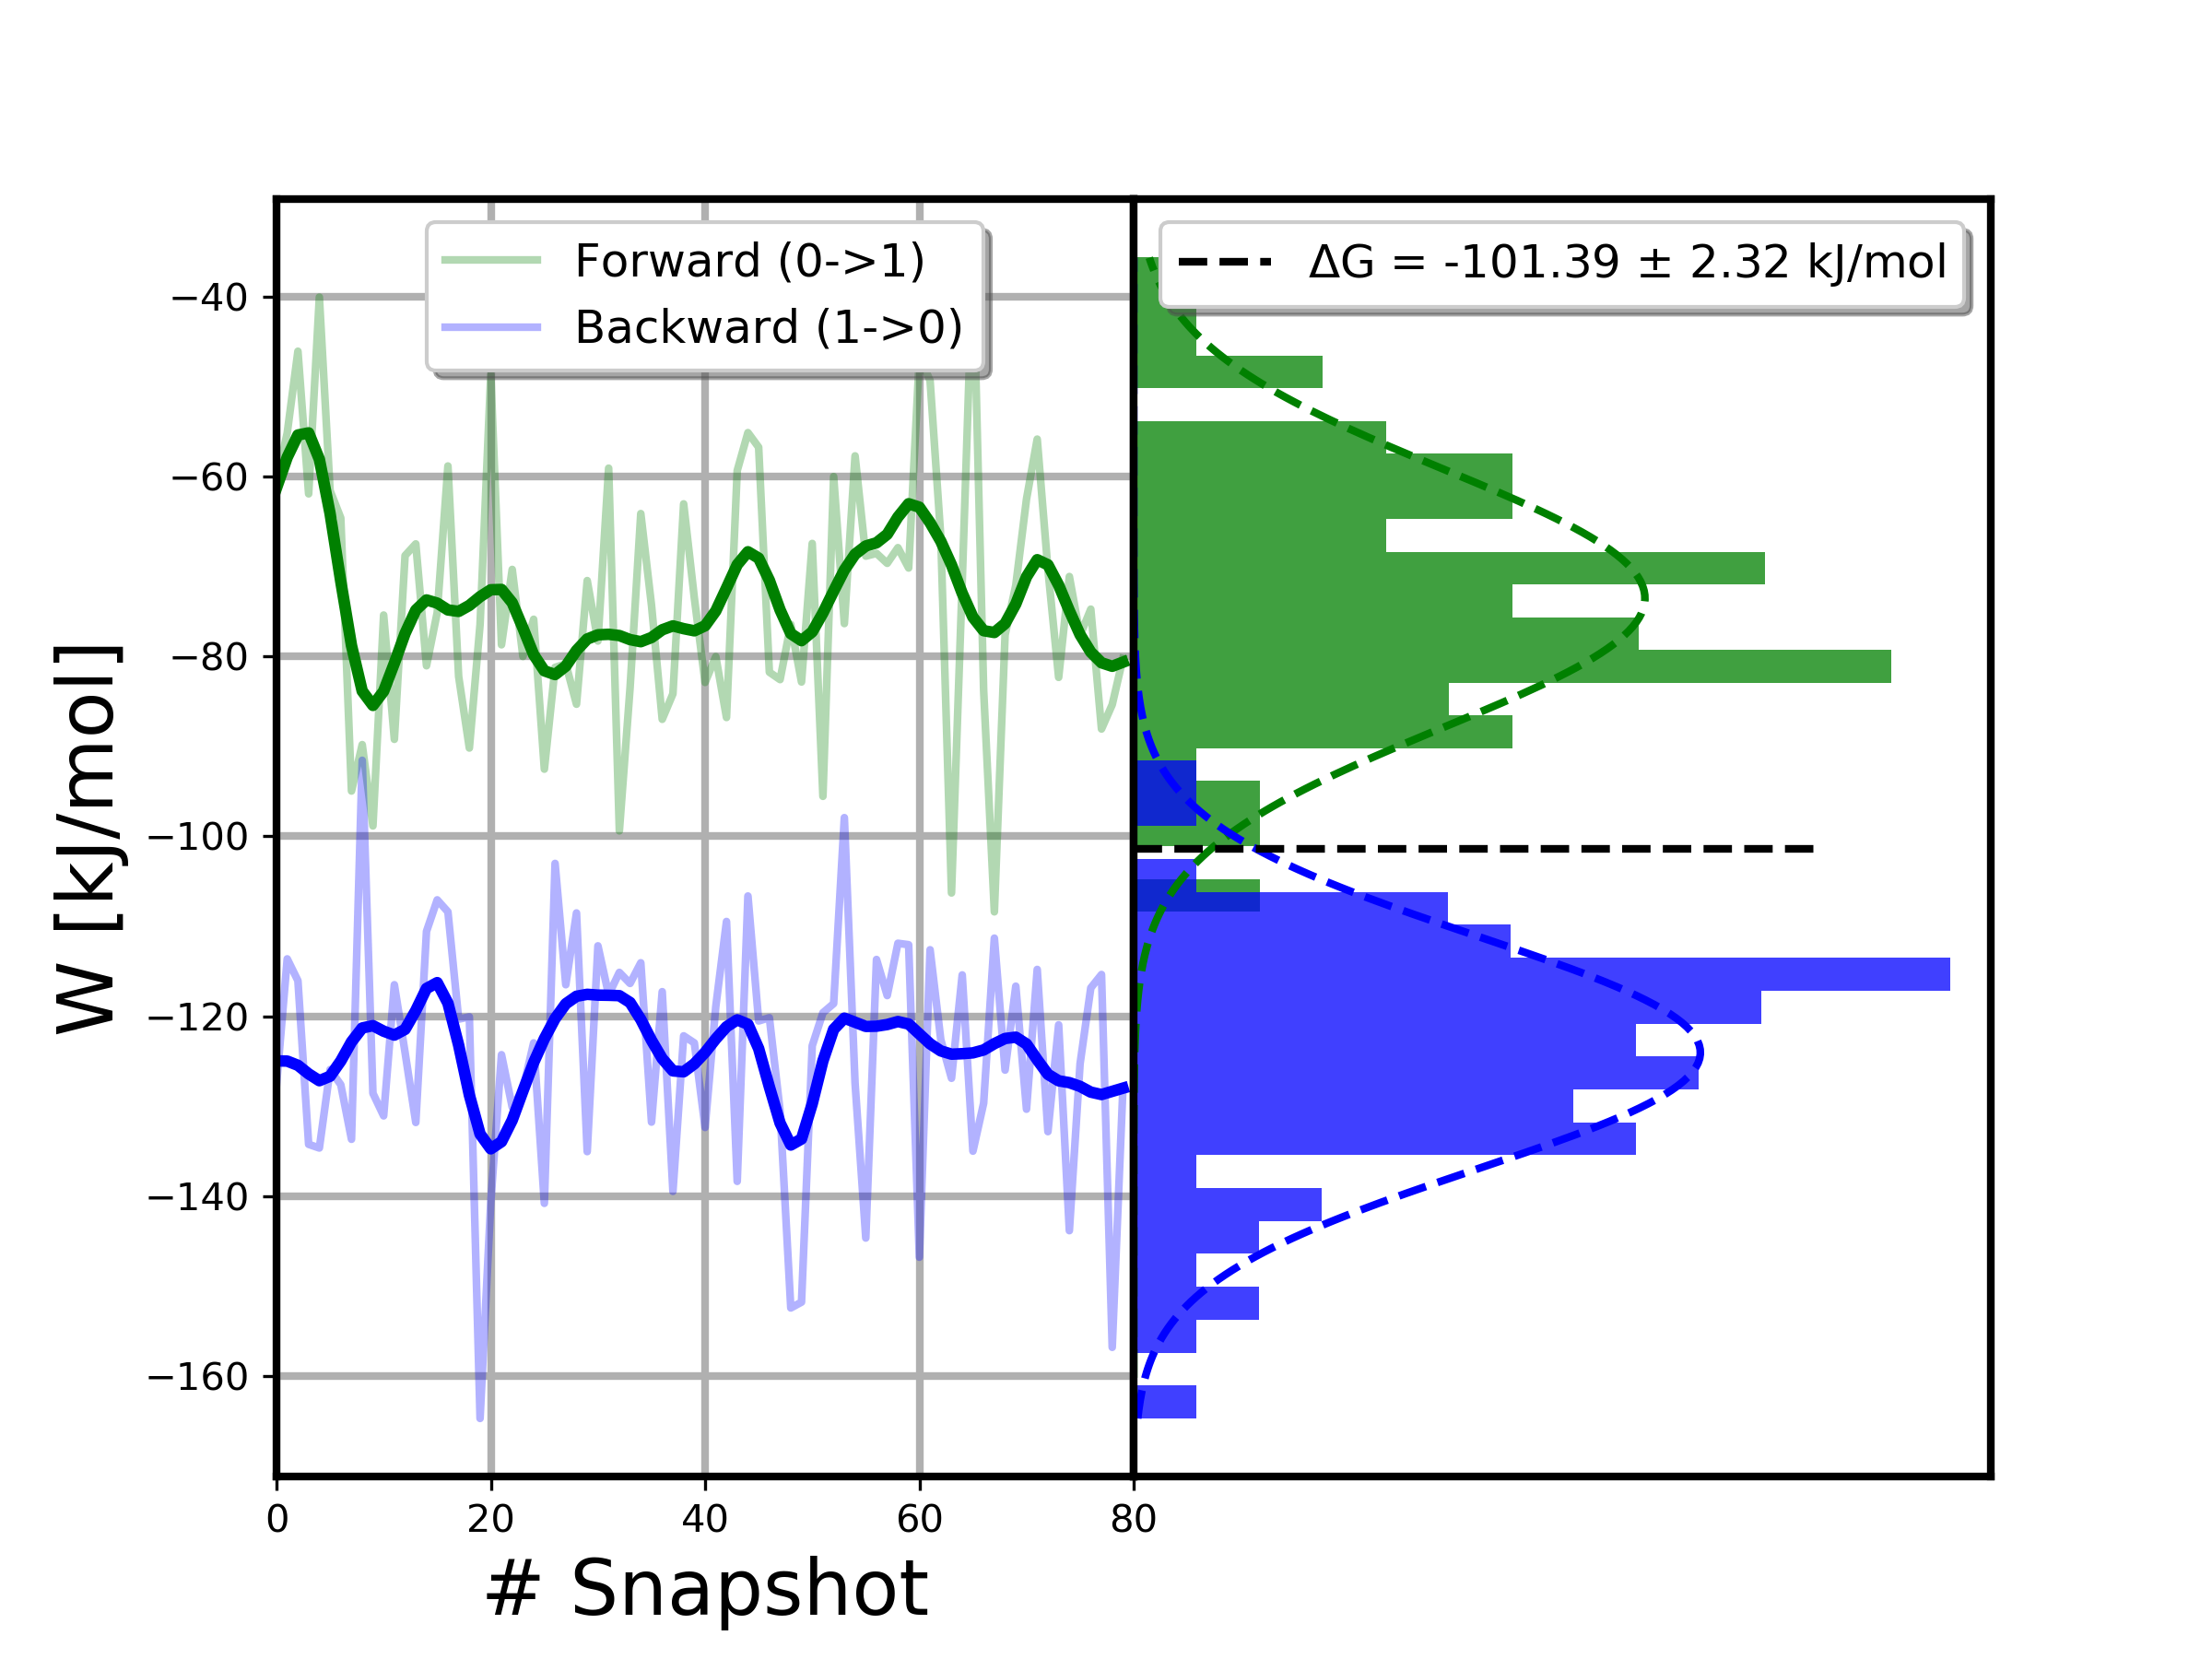 Forward (0->1)
Backward (1->0)
ΔG = -101.39 ± 2.32 kJ/mol
W [kJ/mol]
−40
−60
−80
−100
−120
−140
−160
0 20 40 60 80
# Snapshot